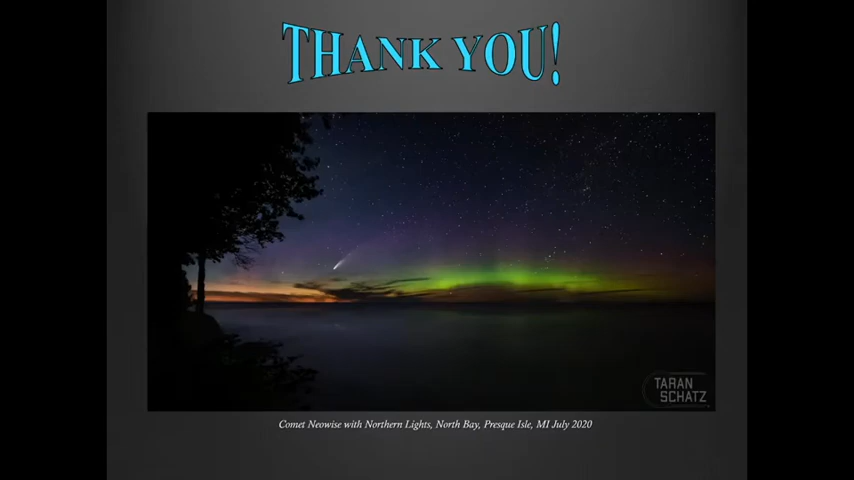 THANK YOU!
TARAN
SCHATZ
Comet Neowise with Northern Lights, North Bay, Presque Isle, MI July 2020